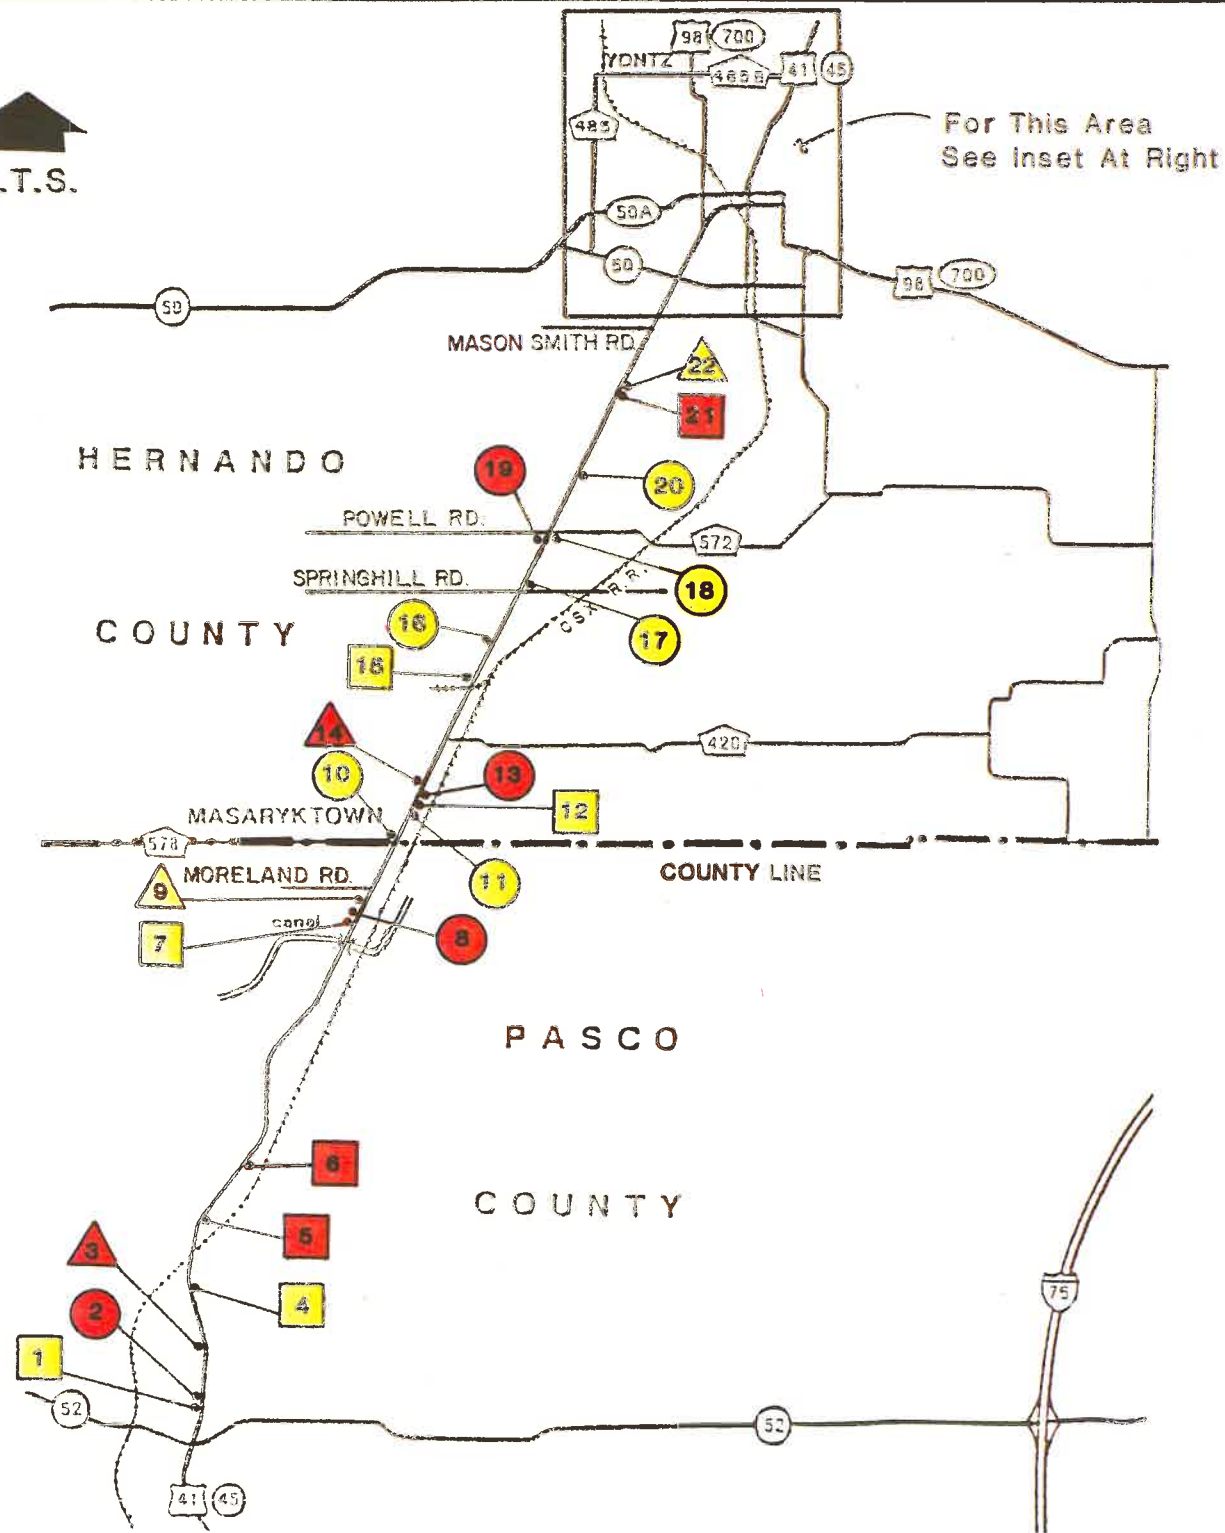 98 700
YONTZ
485B
41 45
485
For This Area
See Inset At Right
.T.S.
50A
50
50
98 700
MASON SMITH RD.
22
21
HERNANDO
19
20
POWELL RD.
572
SPRINGHILL RD.
18
CSX R.R.
COUNTY
16
17
15
14
420
10
13
MASARYKTOWN
12
578
COUNTY LINE
MORELAND RD.
11
9
canal
7
8
PASCO
6
COUNTY
5
3
75
4
2
1
52
52
41 45